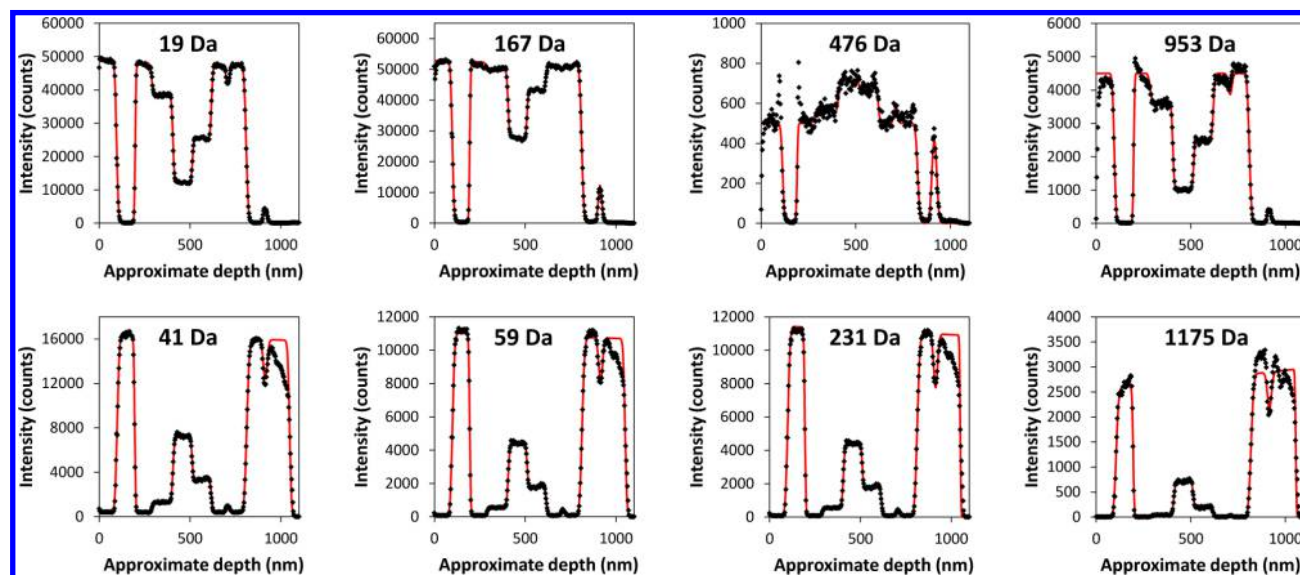 19 Da
Intensity (counts)
60000
50000
40000
30000
20000
10000
0
0 500 1000
Approximate depth (nm)
167 Da
Intensity (counts)
60000
50000
40000
30000
20000
10000
0
0 500 1000
Approximate depth (nm)
476 Da
Intensity (counts)
1000
800
600
400
200
0
0 500 1000
Approximate depth (nm)
953 Da
Intensity (counts)
6000
5000
4000
3000
2000
1000
0
0 500 1000
Approximate depth (nm)
41 Da
Intensity (counts)
16000
12000
8000
4000
0
0 500 1000
Approximate depth (nm)
59 Da
Intensity (counts)
12000
10000
8000
6000
4000
2000
0
0 500 1000
Approximate depth (nm)
231 Da
Intensity (counts)
12000
10000
8000
6000
4000
2000
0
0 500 1000
Approximate depth (nm)
1175 Da
Intensity (counts)
4000
3500
3000
2500
2000
1500
1000
500
0
0 500 1000
Approximate depth (nm)